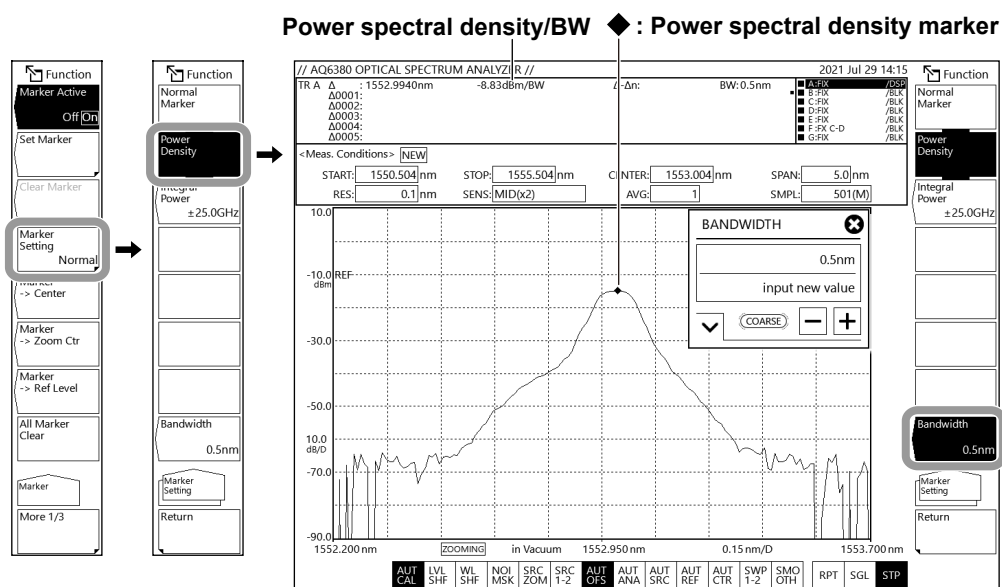 Power spectral density/BW ◆ : Power spectral density marker
Function
Marker Active
Off On
Set Marker
Clear Marker
Marker
Setting
Normal
Marker
-> Center
Marker
-> Zoom Ctr
Marker
-> Ref Level
All Marker
Clear
Marker
More 1/3
Function
Normal
Marker
Power
Density
Integral
Power
±25.0GHz
Bandwidth
0.5nm
Marker
Setting
Return
// AQ6380 OPTICAL SPECTRUM ANALYZER // 2021 Jul 29 14:15
TR A Δ : 1552.9940nm -8.83dBm/BW Δ-Δn: BW:0.5nm
Δ0001:
Δ0002:
Δ0003:
Δ0004:
Δ0005:
A:FIX /DSP
B:FIX /BLK
C:FIX /BLK
D:FIX /BLK
E:FIX /BLK
F:FIX C-D /BLK
G:FIX /BLK
<Meas. Conditions> NEW
START: 1550.504 nm STOP: 1555.504 nm CENTER: 1553.004 nm SPAN: 5.0 nm
RES: 0.1 nm SENS: MID(x2) AVG: 1 SMPL: 501(M)
10.0
-10.0 REF
dBm
-30.0
-50.0
10.0
dB/D
-70.0
-90.0
BANDWIDTH
0.5nm
input new value
COARSE
1552.200 nm ZOOMING in Vacuum 1552.950 nm 0.15 nm/D 1553.700 nm
AUT CAL LVL SHF WL SHF NOI MSK SRC ZOM SRC 1-2 AUT OFS AUT ANA AUT SRC AUT REF AUT CTR SWP 1-2 SMO OTH RPT SGL STP
Function
Normal
Marker
Power
Density
Integral
Power
±25.0GHz
Bandwidth
0.5nm
Marker
Setting
Return